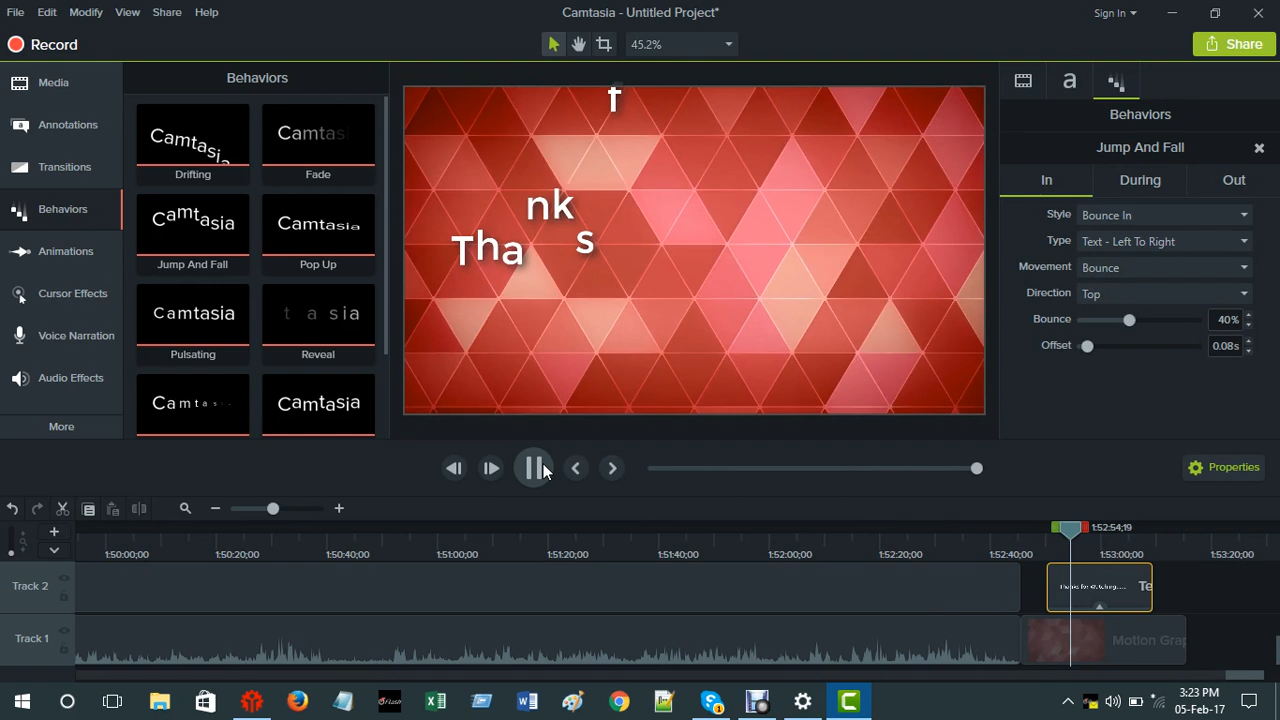 File Edit Modify View Share Help
Camtasia - Untitled Project*
Sign In
Record
45.2%
Share
Media
Annotations
Transitions
Behaviors
Animations
Cursor Effects
Voice Narration
Audio Effects
More
Behaviors
Camtasia Camtasi
Drifting Fade
Camtasia Camtasia
Jump And Fall Pop Up
Camtasia t a sia
Pulsating Reveal
Camtas Camtasia
f
nk
Tha s
a
Behaviors
Jump And Fall
In During Out
Style Bounce In
Type Text - Left To Right
Movement Bounce
Direction Top
Bounce 40%
Offset 0.08s
Properties
1:52:54;19
1:50:00;00 1:50:20;00 1:50:40;00 1:51:00;00 1:51:20;00 1:51:40;00 1:52:00;00 1:52:20;00 1:52:40;00 1:53:00;00 1:53:20;00
Track 2
Thanks for Watching..... Te
Track 1
Motion Grap
3:23 PM
05-Feb-17